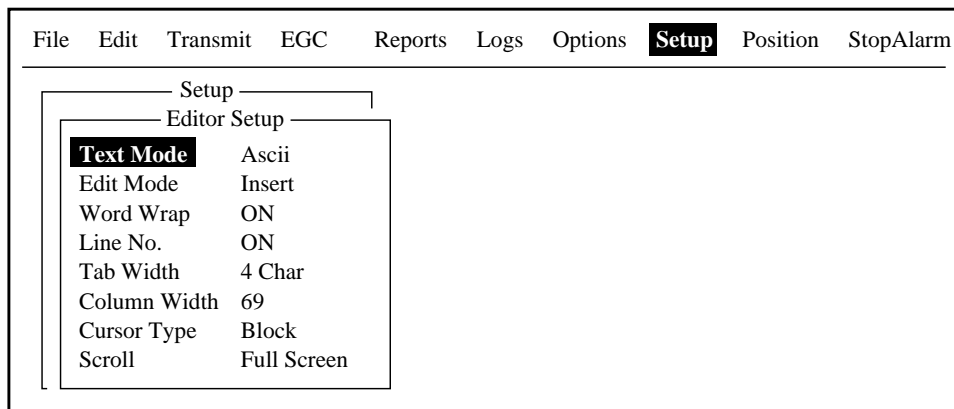 File Edit Transmit EGC Reports Logs Options Setup Position StopAlarm
Setup
Editor Setup
Text Mode Ascii
Edit Mode Insert
Word Wrap ON
Line No. ON
Tab Width 4 Char
Column Width 69
Cursor Type Block
Scroll Full Screen